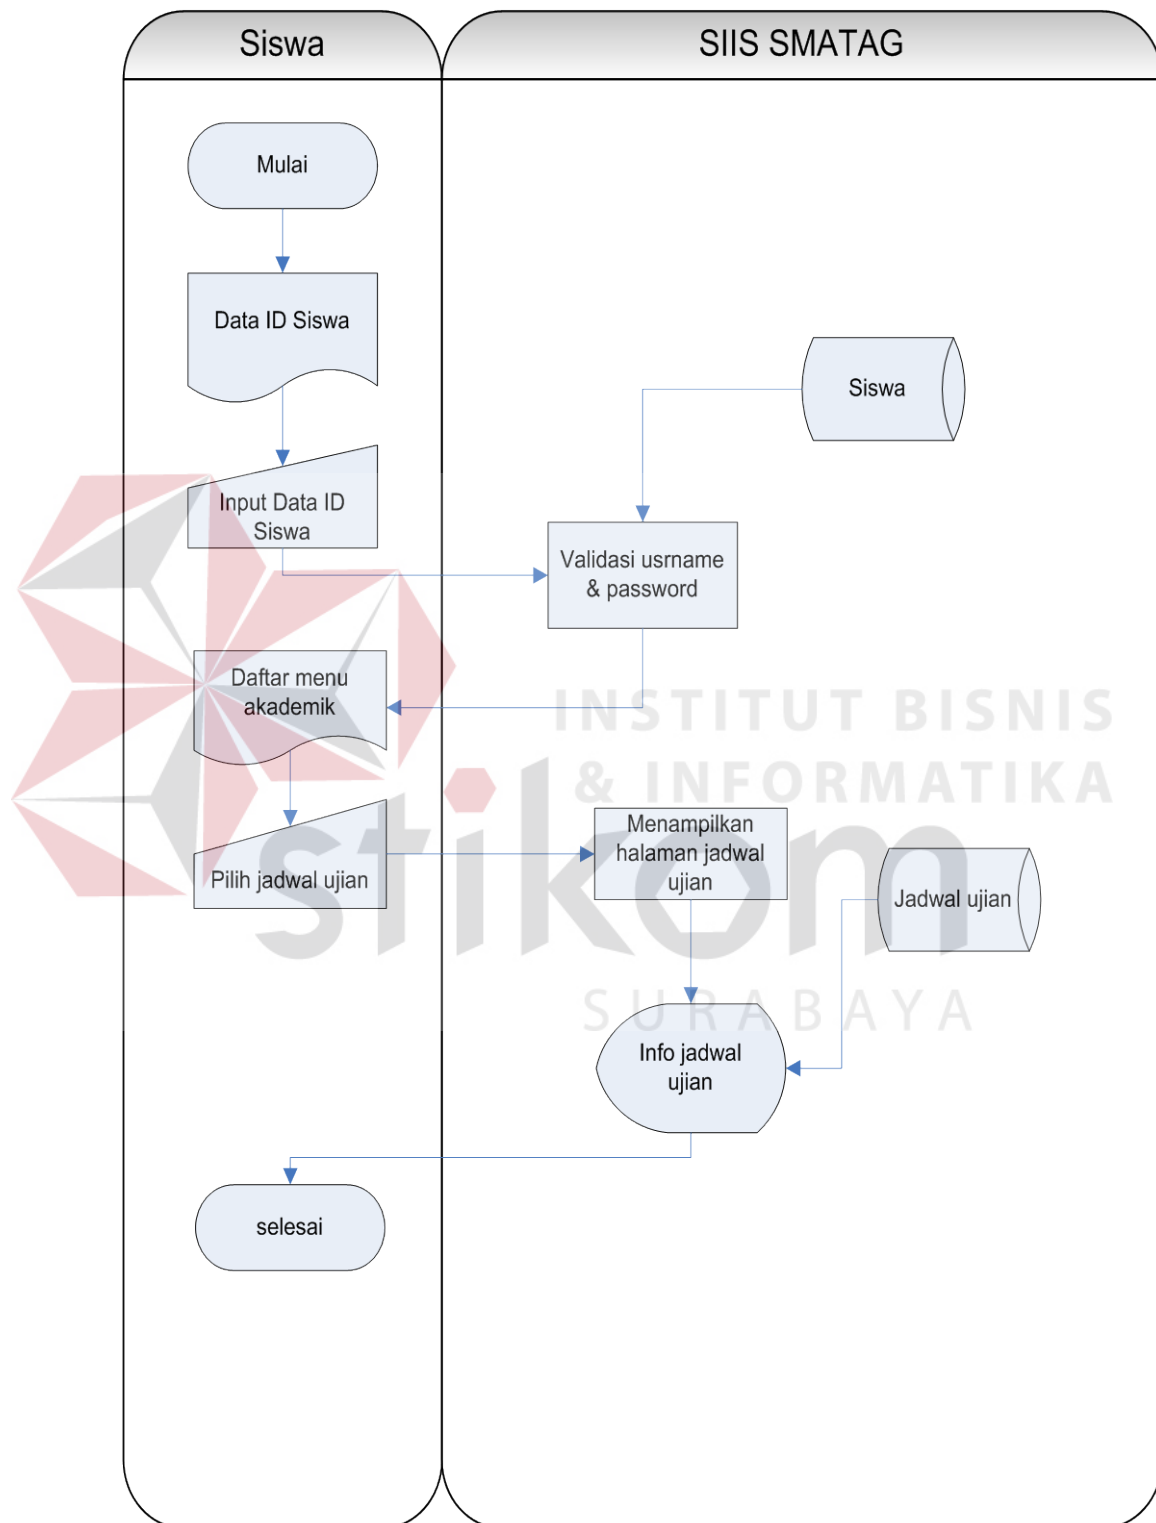 Siswa
SIIS SMATAG
Mulai
Data ID Siswa
Siswa
Input Data ID
Siswa
Validasi usrname
& password
Daftar menu
akademik
INSTITUT BISNIS
& INFORMATIKA
stikom
SURABAYA
Pilih jadwal ujian
Menampilkan
halaman jadwal
ujian
Jadwal ujian
Info jadwal
ujian
selesai